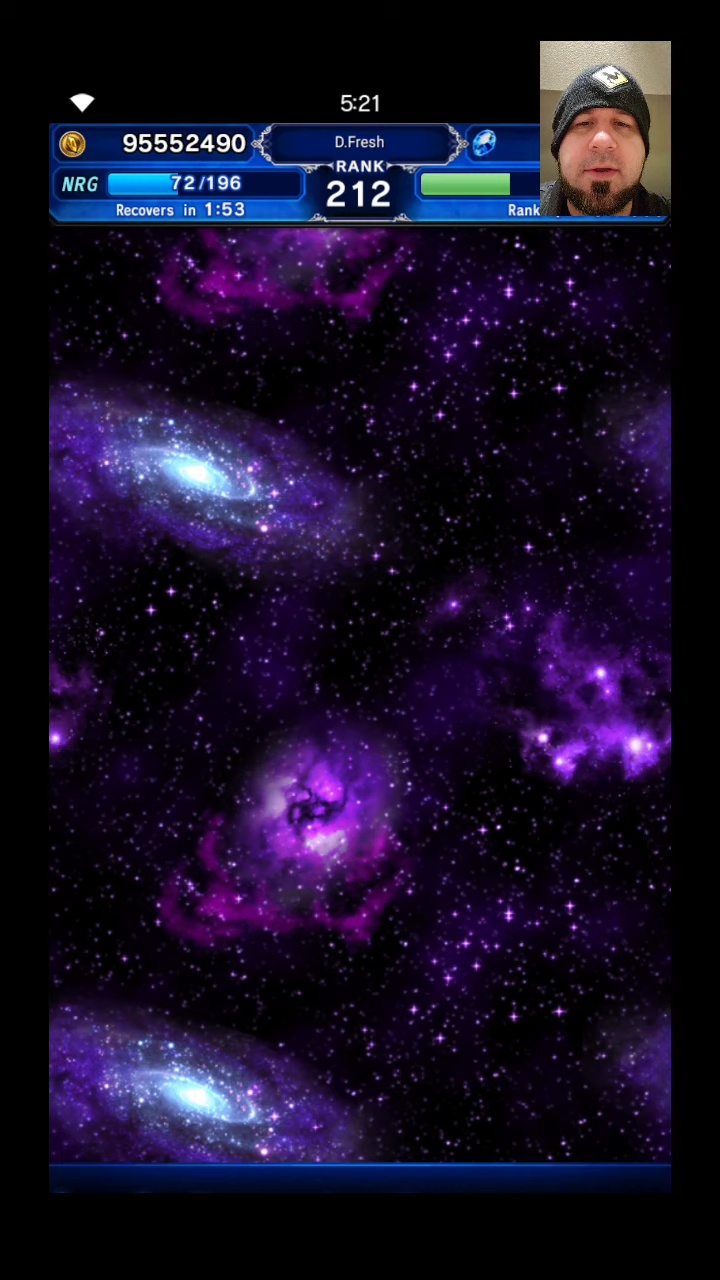 5:21
95552490
D.Fresh
RANK
NRG
72/196
212
Recovers in 1:53
Rank